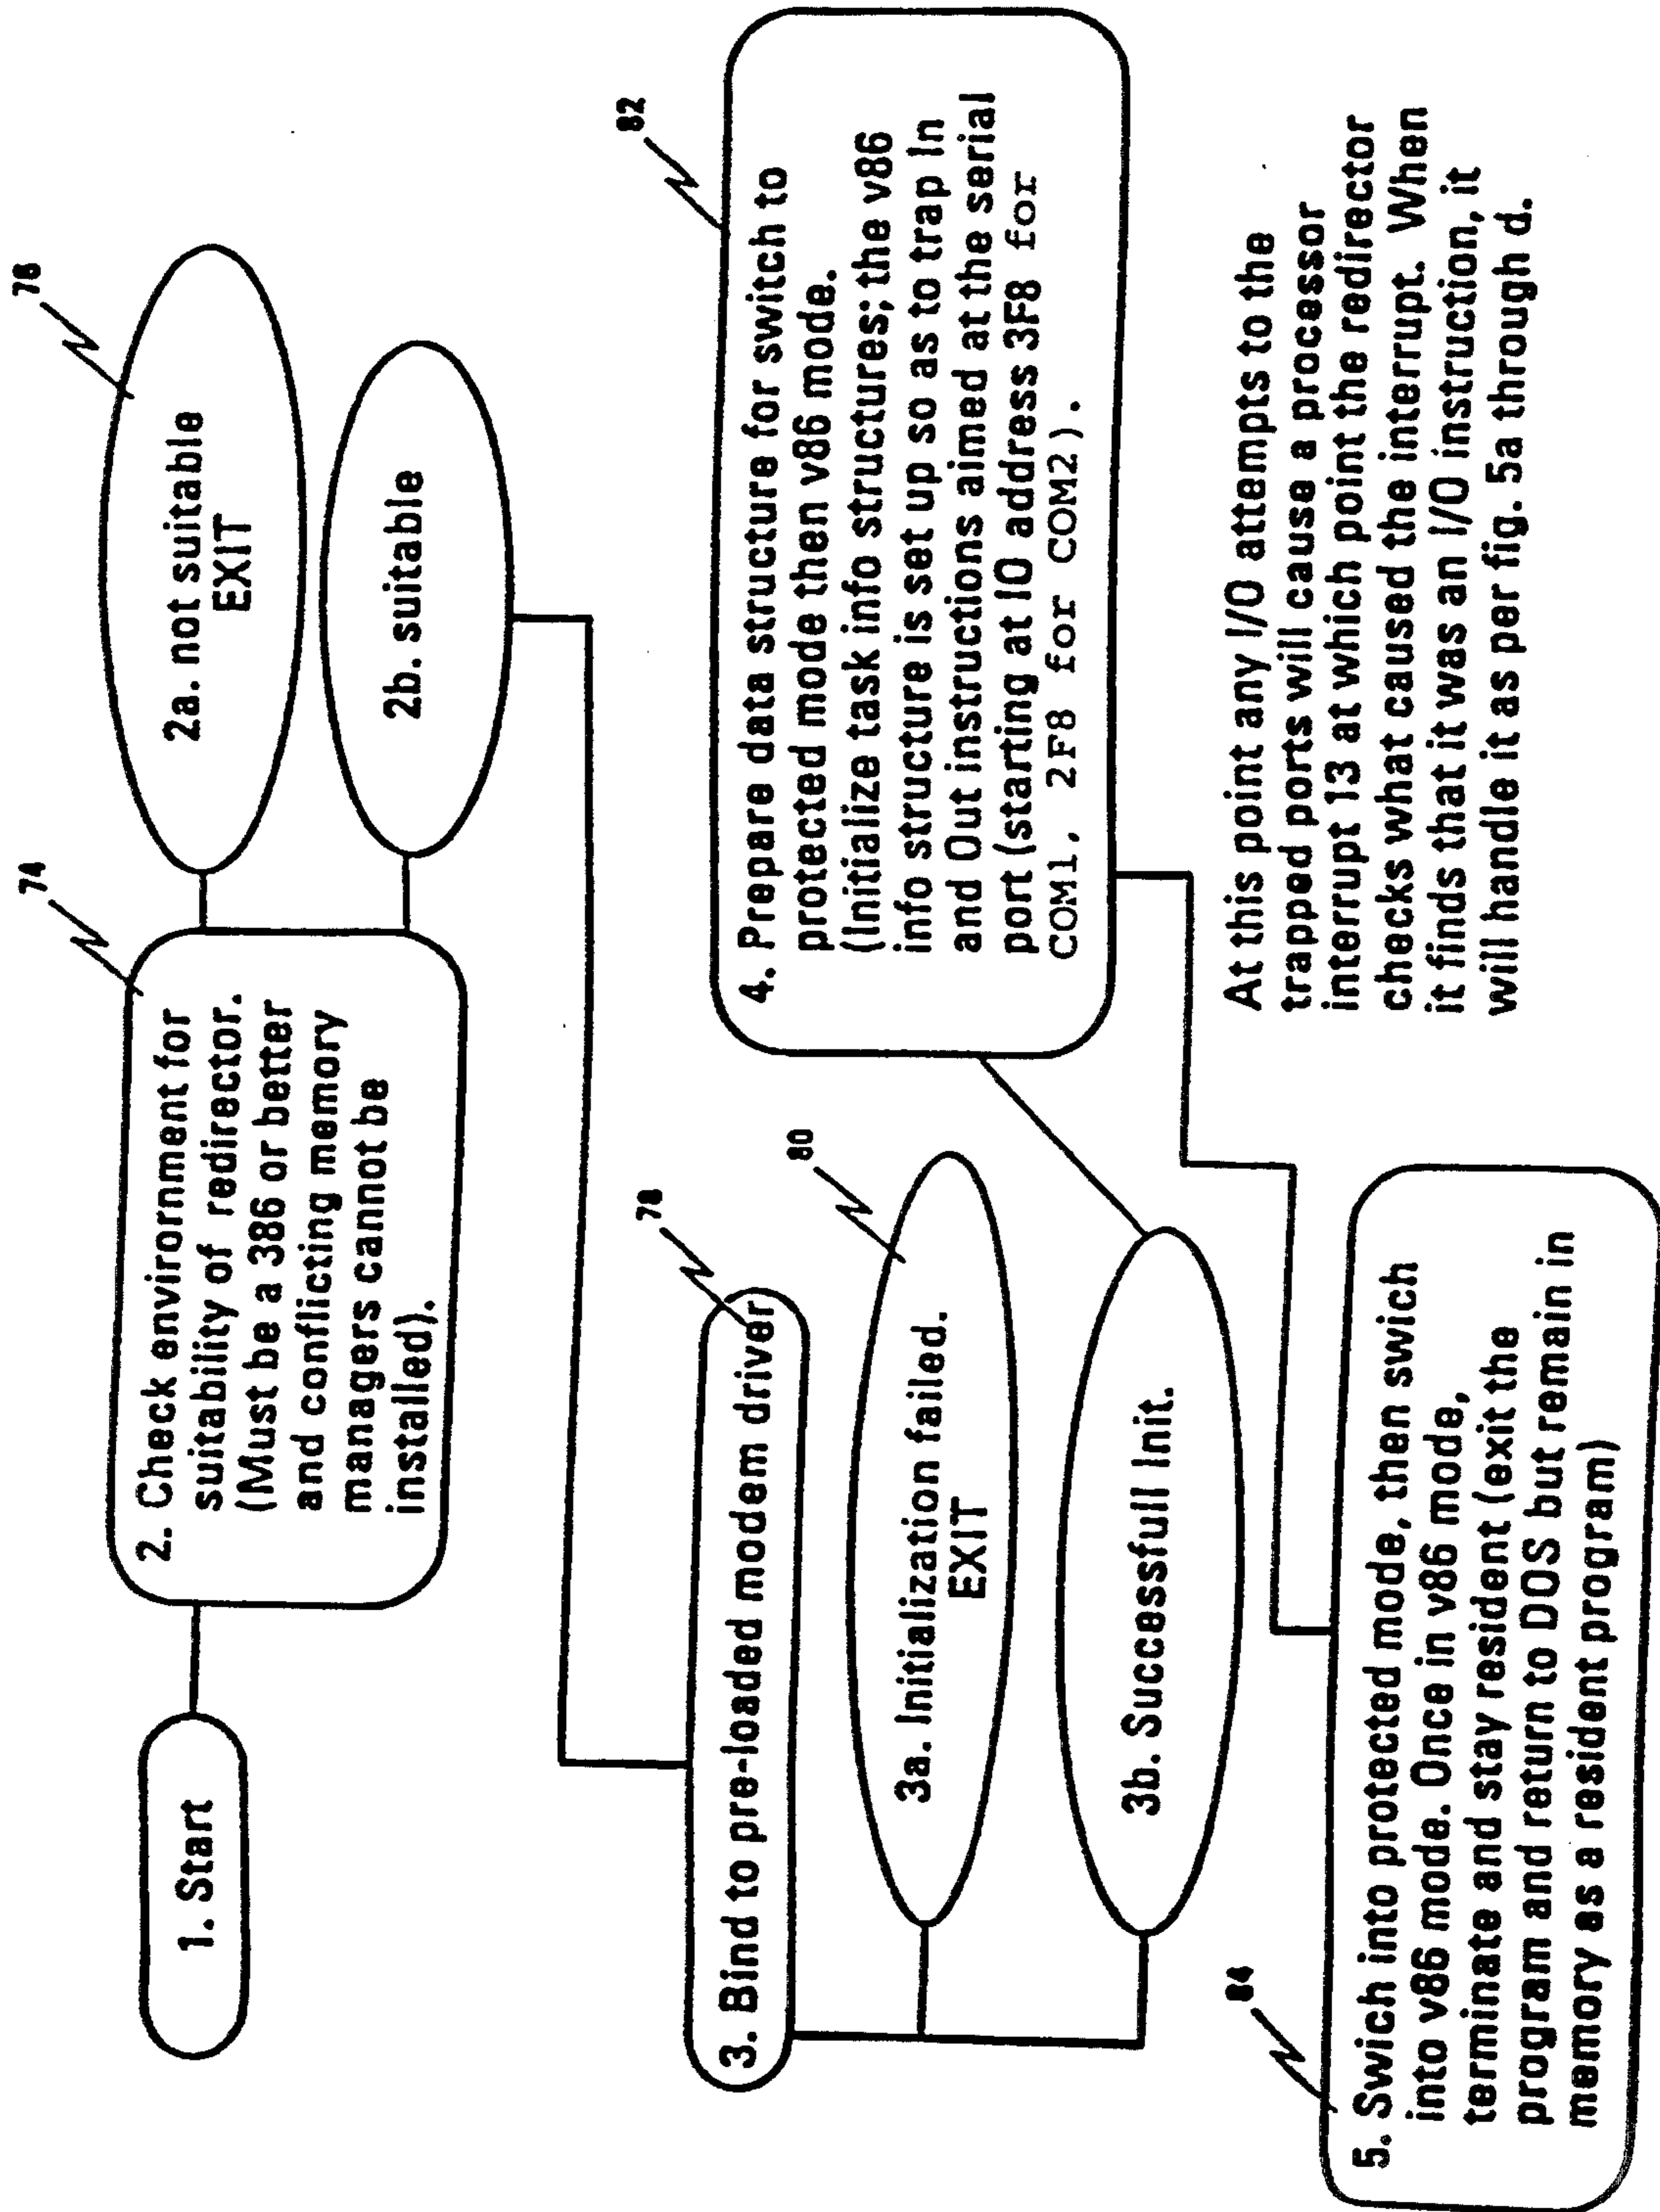 1. Start
74
2. Check environment for
suitability of redirector.
(Must be a 386 or better
and conflicting memory
managers cannot be
installed).
76
2a. not suitable
EXIT
2b. suitable
78
3. Bind to pre-loaded modem driver
80
3a. Initialization failed.
EXIT
3b. Successfull Init.
82
4. Prepare data structure for switch to
protected mode then v86 mode.
(Initialize task info structures; the v86
info structure is set up so as to trap In
and Out instructions aimed at the serial
port (starting at IO address 3F8 for
COM1, 2F8 for COM2).
84
5. Swich into protected mode, then swich
into v86 mode. Once in v86 mode,
terminate and stay resident (exit the
program and return to DOS but remain in
memory as a resident program)
At this point any I/O attempts to the
trapped ports will cause a processor
interrupt 13 at which point the redirector
checks what caused the interrupt. When
it finds that it was an I/O instruction, it
will handle it as per fig. 5a through d.